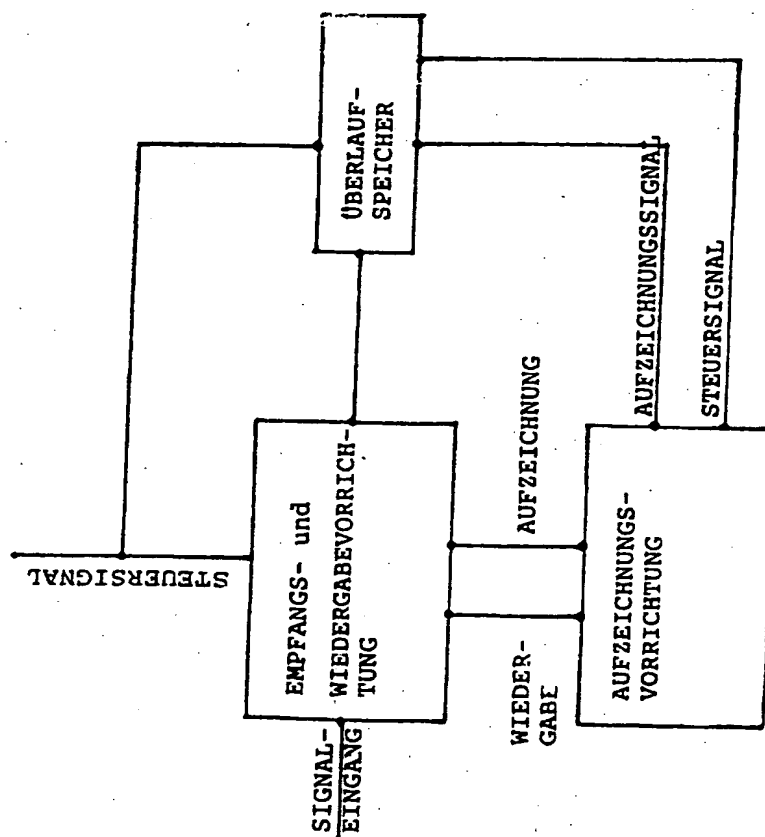 STEUERSIGNAL
SIGNAL-
EINGANG
EMPFANGS- und
WIEDERGABEVORRICH-
TUNG
ÜBERLAUF-
SPEICHER
WIEDER-
GABE
AUFZEICHNUNG
AUFZEICHNUNGS-
VORRICHTUNG
AUFZEICHNUNGSSIGNAL
STEUERSIGNAL